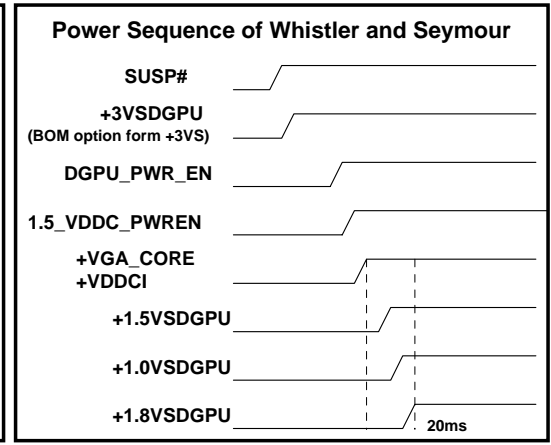 Power Sequence of Whistler and Seymour
SUSP#
+3VSDGPU
(BOM option form +3VS)
DGPU_PWR_EN
1.5_VDDC_PWREN
+VGA_CORE
+VDDCI
+1.5VSDGPU
+1.0VSDGPU
+1.8VSDGPU
20ms